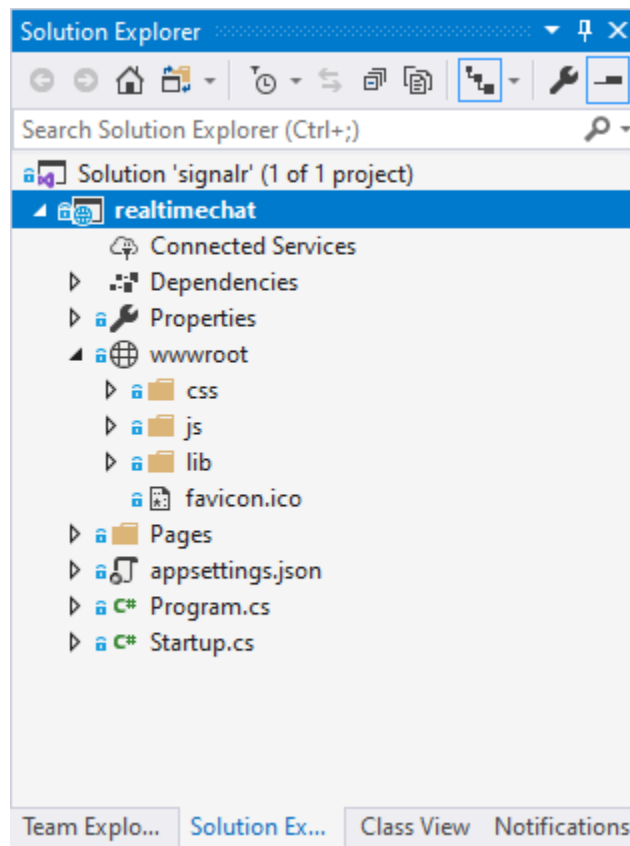 Solution Explorer
Search Solution Explorer (Ctrl+;)
Solution 'signalr' (1 of 1 project)
realtimechat
Connected Services
Dependencies
Properties
wwwroot
css
js
lib
favicon.ico
Pages
appsettings.json
C# Program.cs
C# Startup.cs
Team Explo... Solution Ex... Class View Notifications